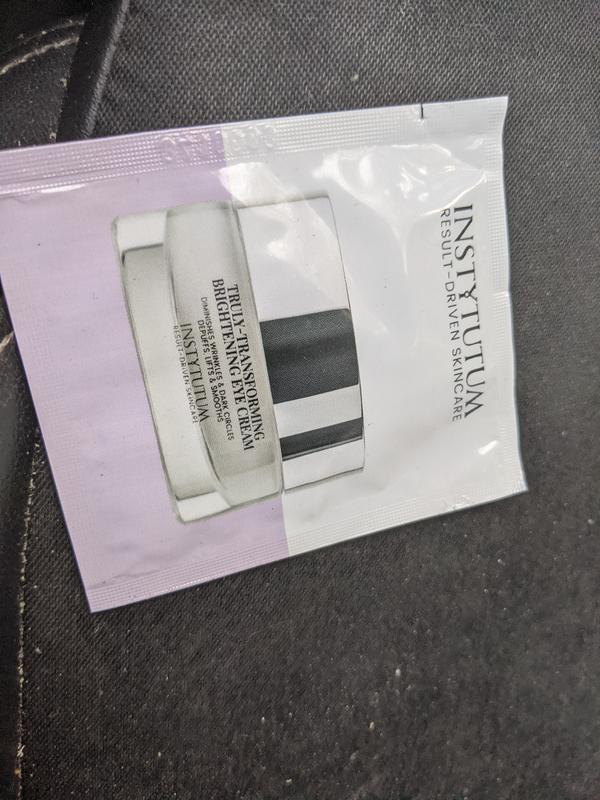 INSTYTUTUM
RESULT-DRIVEN SKINCARE
TRULY-TRANSFORMING
BRIGHTENING EYE CREAM
DIMINISHES WRINKLES & DARK CIRCLES
DEPUFFS, LIFTS & SMOOTHS
INSTYTUTUM
RESULT-DRIVEN SKINCARE